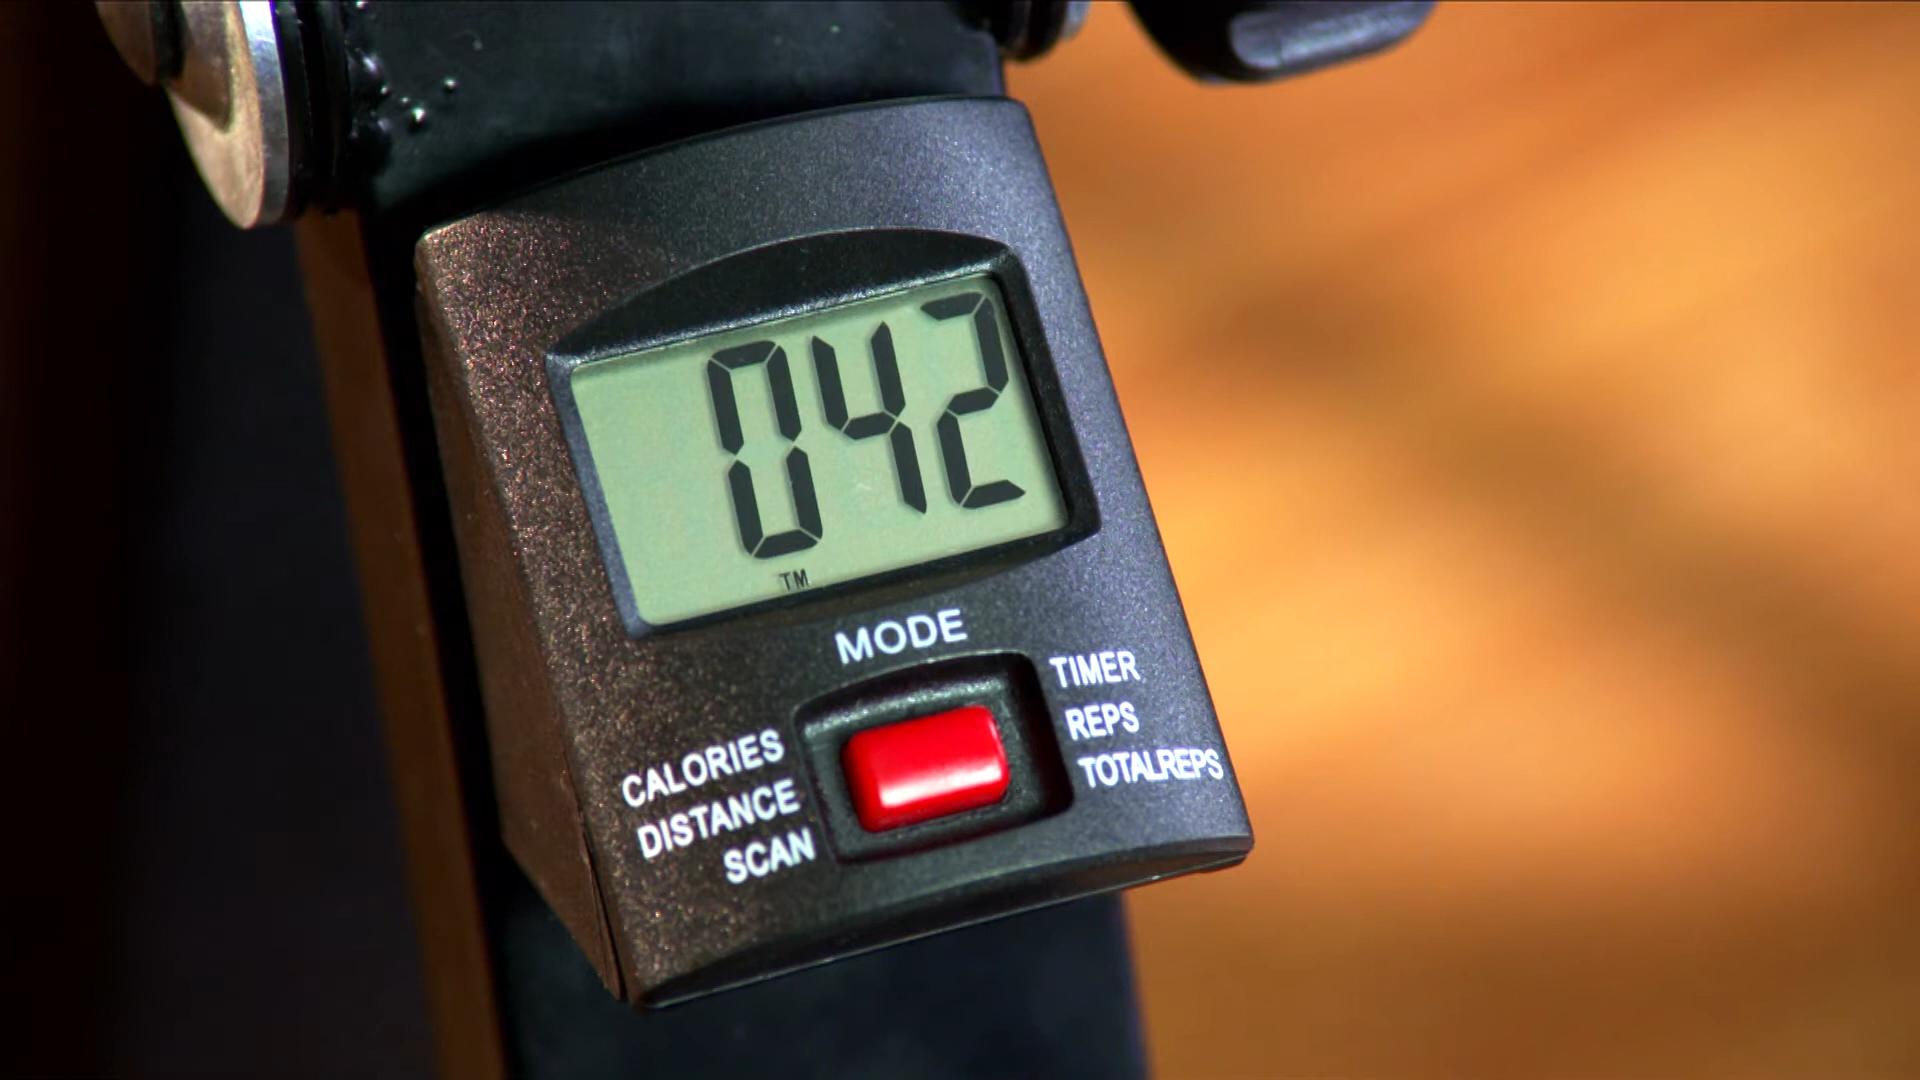 042
TM
MODE
CALORIES
DISTANCE
SCAN
TIMER
REPS
TOTALREPS